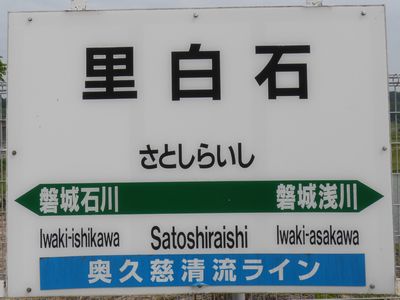 里白石
さとしらいし
磐城石川 磐城浅川
Iwaki-ishikawa Satoshiraishi Iwaki-asakawa
奥久慈清流ライン